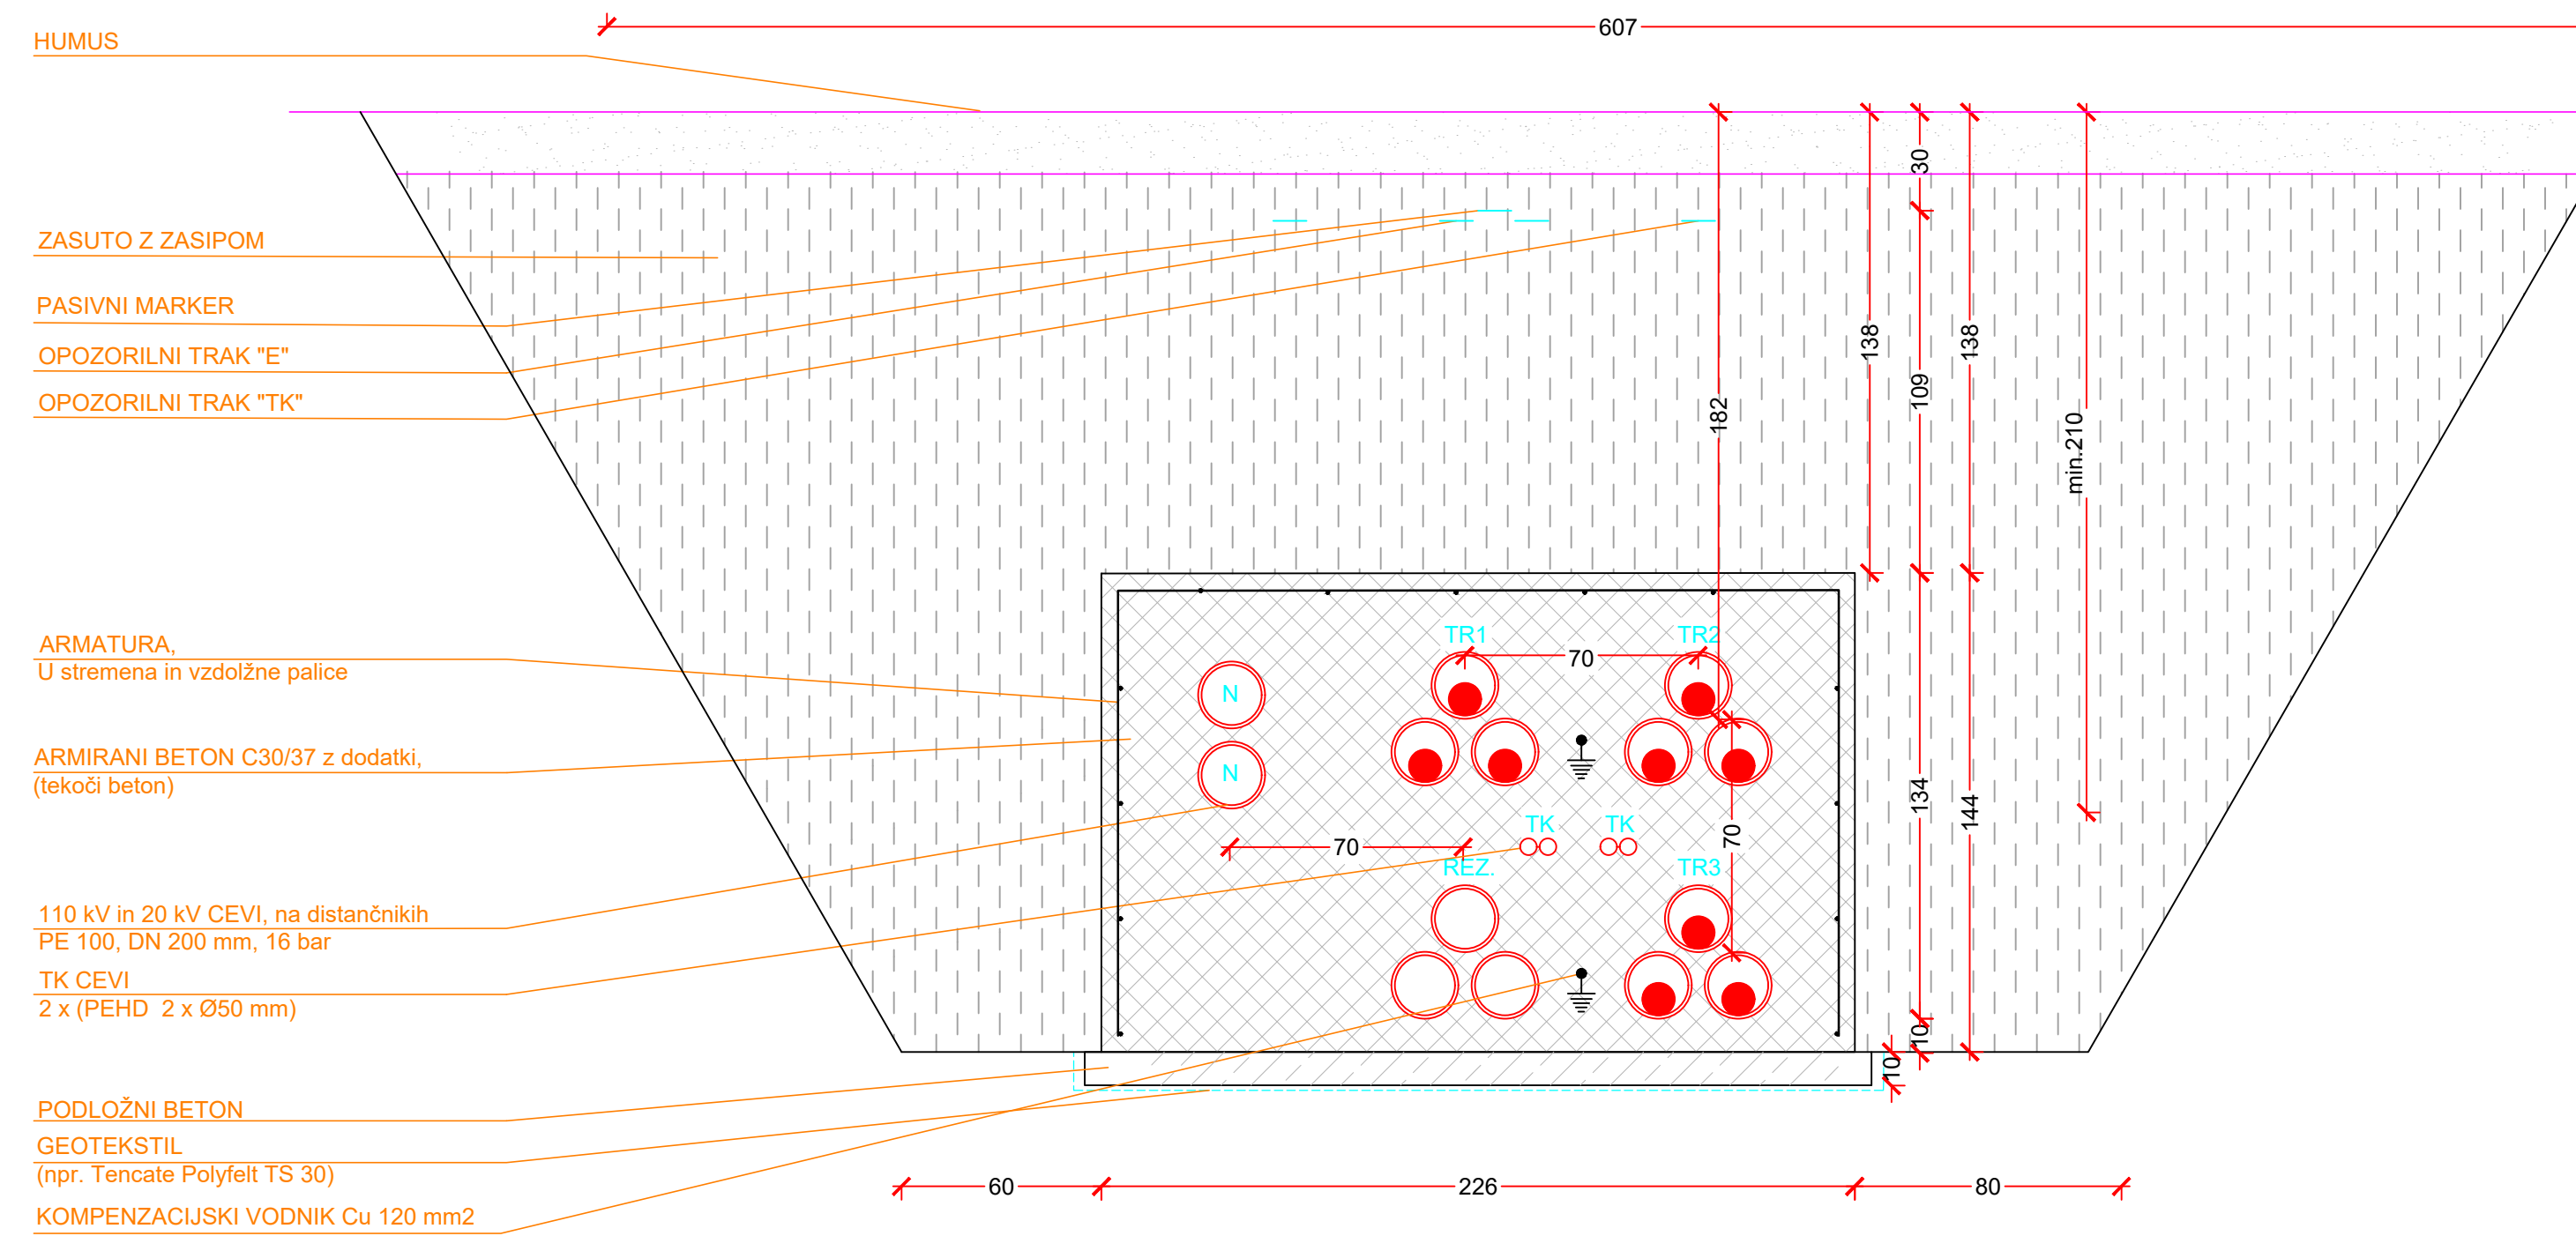 607
HUMUS
30
ZASUTO Z ZASIPOM
PASIVNI MARKER
OPOZORILNI TRAK "E"
OPOZORILNI TRAK "TK"
138
138
109
182
min.210
ARMATURA,
U stremena in vzdolžne palice
TR1
TR2
70
N
N
ARMIRANI BETON C30/37 z dodatki,
(tekoči beton)
134
144
TK
TK
70
70
REZ.
TR3
110 kV in 20 kV CEVI, na distančnikih
PE 100, DN 200 mm, 16 bar
TK CEVI
2 x (PEHD  2 x Ø50 mm)
10
10
PODLOŽNI BETON
GEOTEKSTIL
(npr. Tencate Polyfelt TS 30)
60
226
80
KOMPENZACIJSKI VODNIK Cu 120 mm2